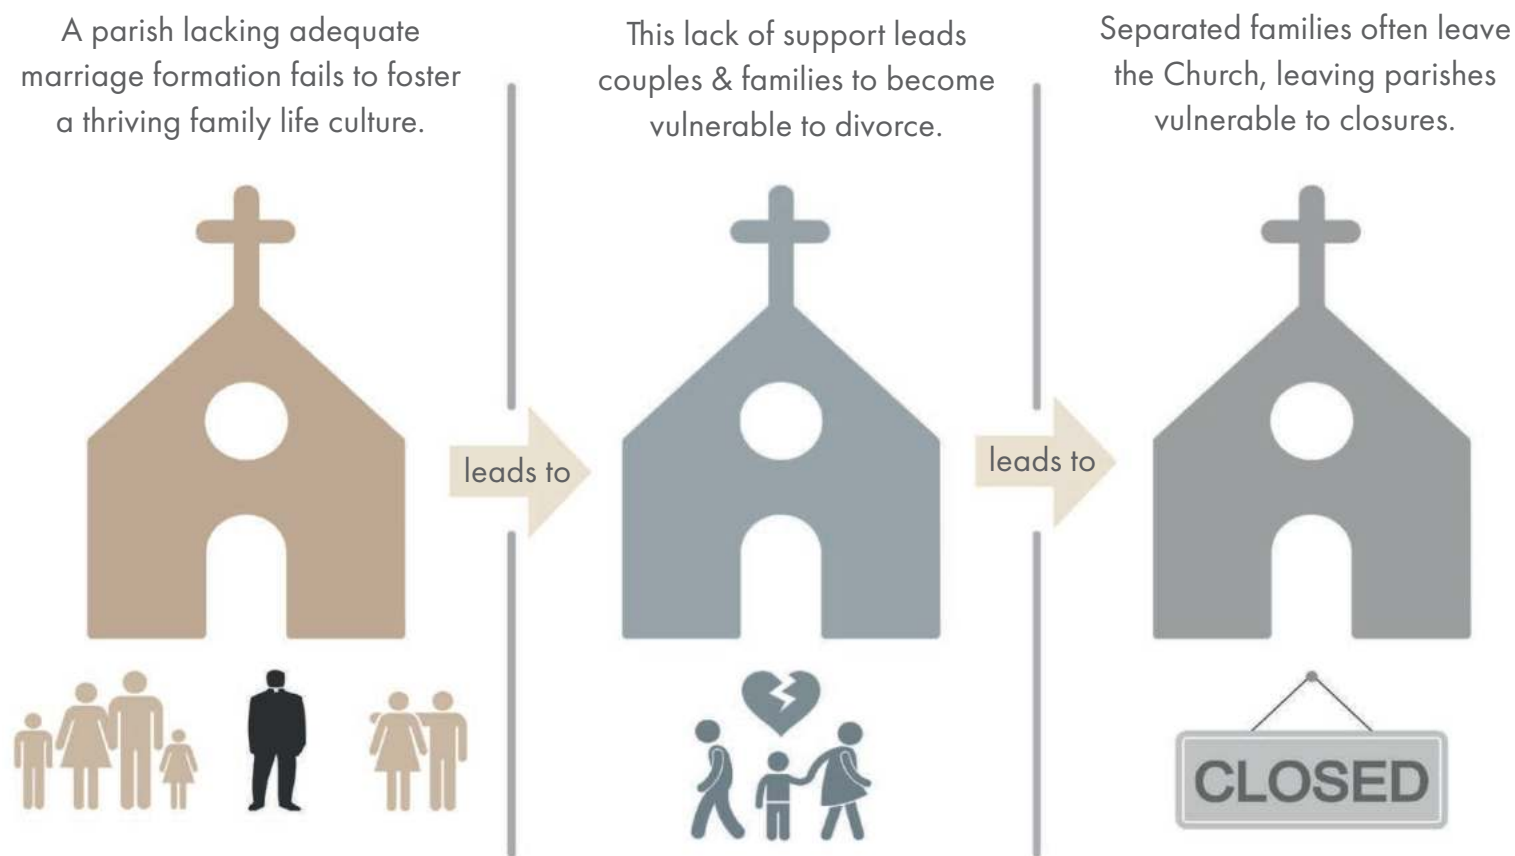 A parish lacking adequate
marriage formation fails to foster
a thriving family life culture.
leads to
This lack of support leads
couples & families to become
vulnerable to divorce.
leads to
Separated families often leave
the Church, leaving parishes
vulnerable to closures.
CLOSED